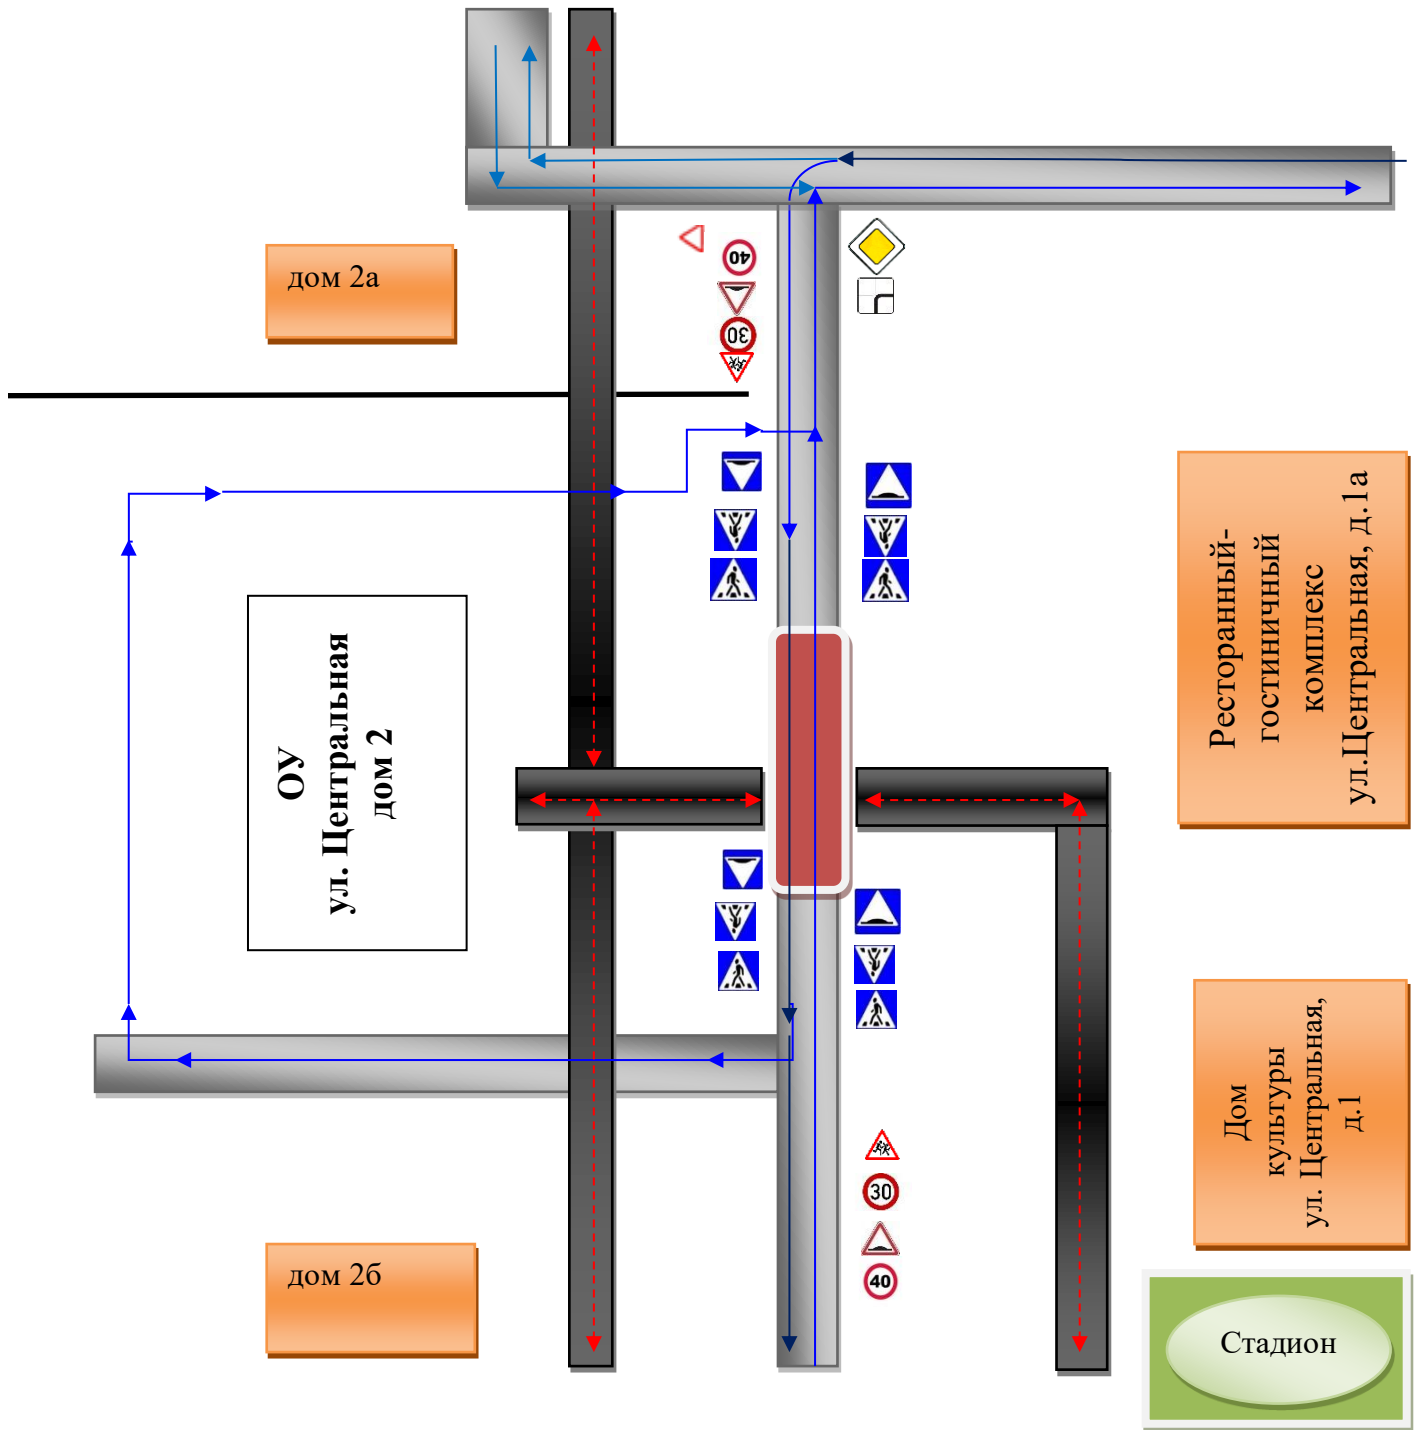 дом 2а
40
30
Ресторанный-
гостиничный
комплекс
ул.Центральная, д.1а
ОУ
ул. Центральная
дом 2
Дом
культуры
ул. Центральная,
д.1
30
40
дом 2б
Стадион